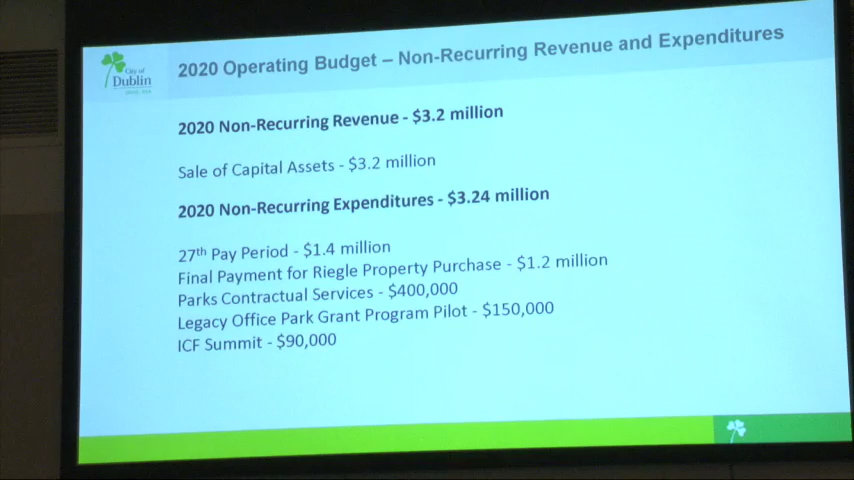 City of
Dublin
2020 Operating Budget – Non-Recurring Revenue and Expenditures
2020 Non-Recurring Revenue - $3.2 million
Sale of Capital Assets - $3.2 million
2020 Non-Recurring Expenditures - $3.24 million
27th Pay Period - $1.4 million
Final Payment for Riegle Property Purchase - $1.2 million
Parks Contractual Services - $400,000
Legacy Office Park Grant Program Pilot - $150,000
ICF Summit - $90,000